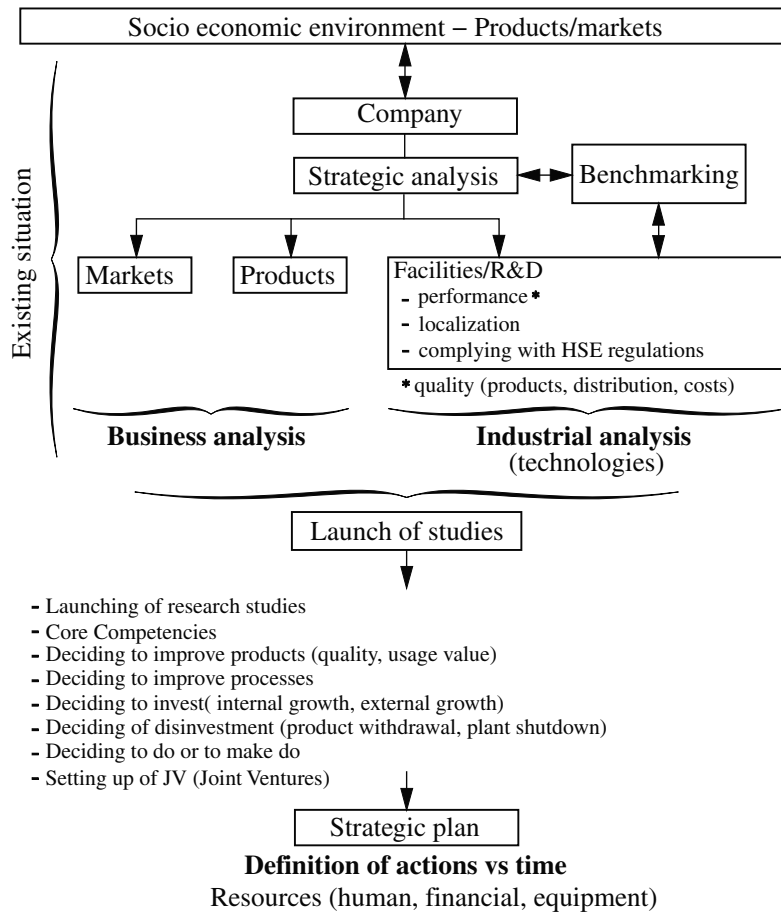 Socio economic environment – Products/markets
Company
Strategic analysis
Benchmarking
Existing situation
Markets
Products
Facilities/R&D
- performance*
- localization
- complying with HSE regulations
* quality (products, distribution, costs)
Business analysis
Industrial analysis
(technologies)
Launch of studies
- Launching of research studies
- Core Competencies
- Deciding to improve products (quality, usage value)
- Deciding to improve processes
- Deciding to invest( internal growth, external growth)
- Deciding of disinvestment (product withdrawal, plant shutdown)
- Deciding to do or to make do
- Setting up of JV (Joint Ventures)
Strategic plan
Definition of actions vs time
Resources (human, financial, equipment)